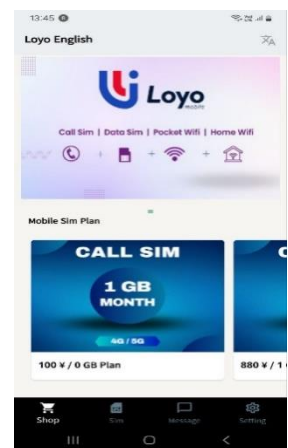 13:45
Loyo English
Loyo
mobile
Call Sim | Data Sim | Pocket Wifi | Home Wifi
Mobile Sim Plan
CALL SIM
1 GB
MONTH
4G / 5G
100 ¥ / 0 GB Plan
C
880 ¥ / 1
Shop
Sim
Message
Setting